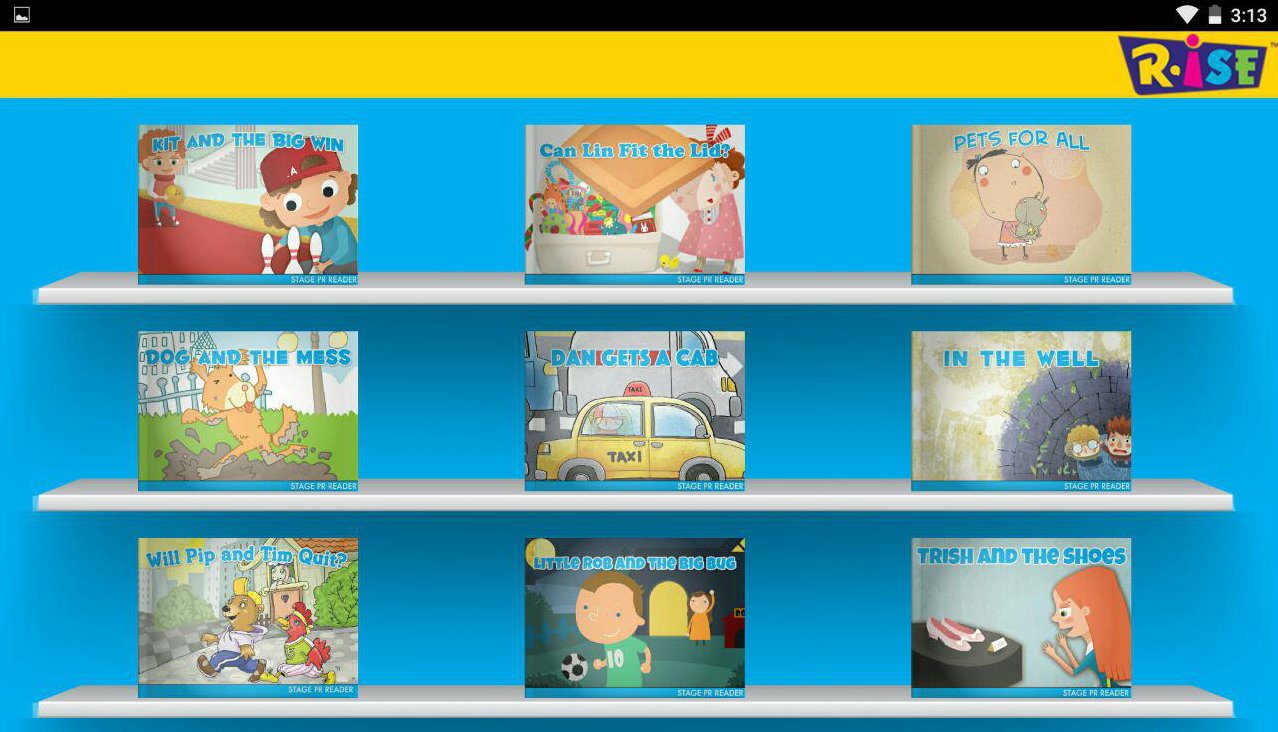 3:13
R·iSE™
KIT AND THE BIG WIN
A
STAGE PR READER
Can Lin Fit the Lid?
STAGE PR READER
PETS FOR ALL
STAGE PR READER
DOG AND THE MESS
STAGE PR READER
DAN GETS A CAB
TAXI
TAXI
STAGE PR READER
IN THE WELL
STAGE PR READER
Will Pip and Tim Quit?
STAGE PR READER
LITTLE ROB AND THE BIG BUG
10
STAGE PR READER
TRISH AND THE SHOES
STAGE PR READER